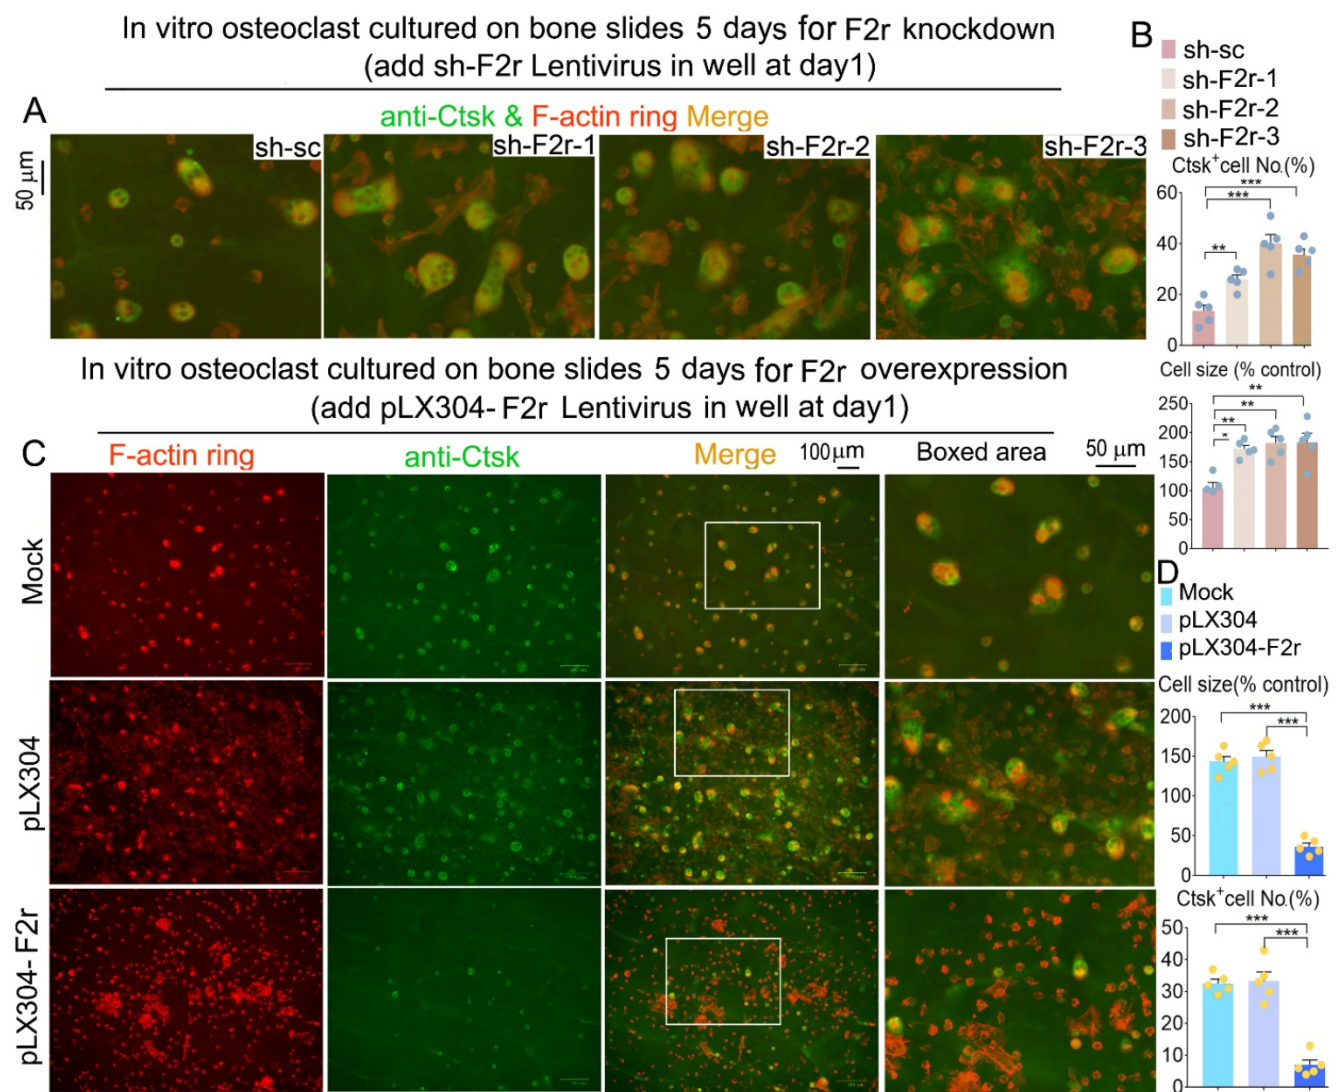 In vitro osteoclast cultured on bone slides 5 days for F2r knockdown
(add sh-F2r Lentivirus in well at day1)
A
anti-Ctsk & F-actin ring Merge
50 μm
sh-sc
sh-F2r-1
sh-F2r-2
sh-F2r-3
B
sh-sc
sh-F2r-1
sh-F2r-2
sh-F2r-3
Ctsk⁺cell No.(%)
60
40
20
0
***
***
**
Cell size (% control)
250
200
150
100
50
0
**
**
**
*
In vitro osteoclast cultured on bone slides 5 days for F2r overexpression
(add pLX304- F2r Lentivirus in well at day1)
C
F-actin ring
anti-Ctsk
Merge
100μm
Boxed area
50 μm
Mock
pLX304
pLX304- F2r
D
Mock
pLX304
pLX304-F2r
Cell size(% control)
200
150
100
50
0
***
***
Ctsk⁺cell No.(%)
50
40
30
20
10
0
***
***